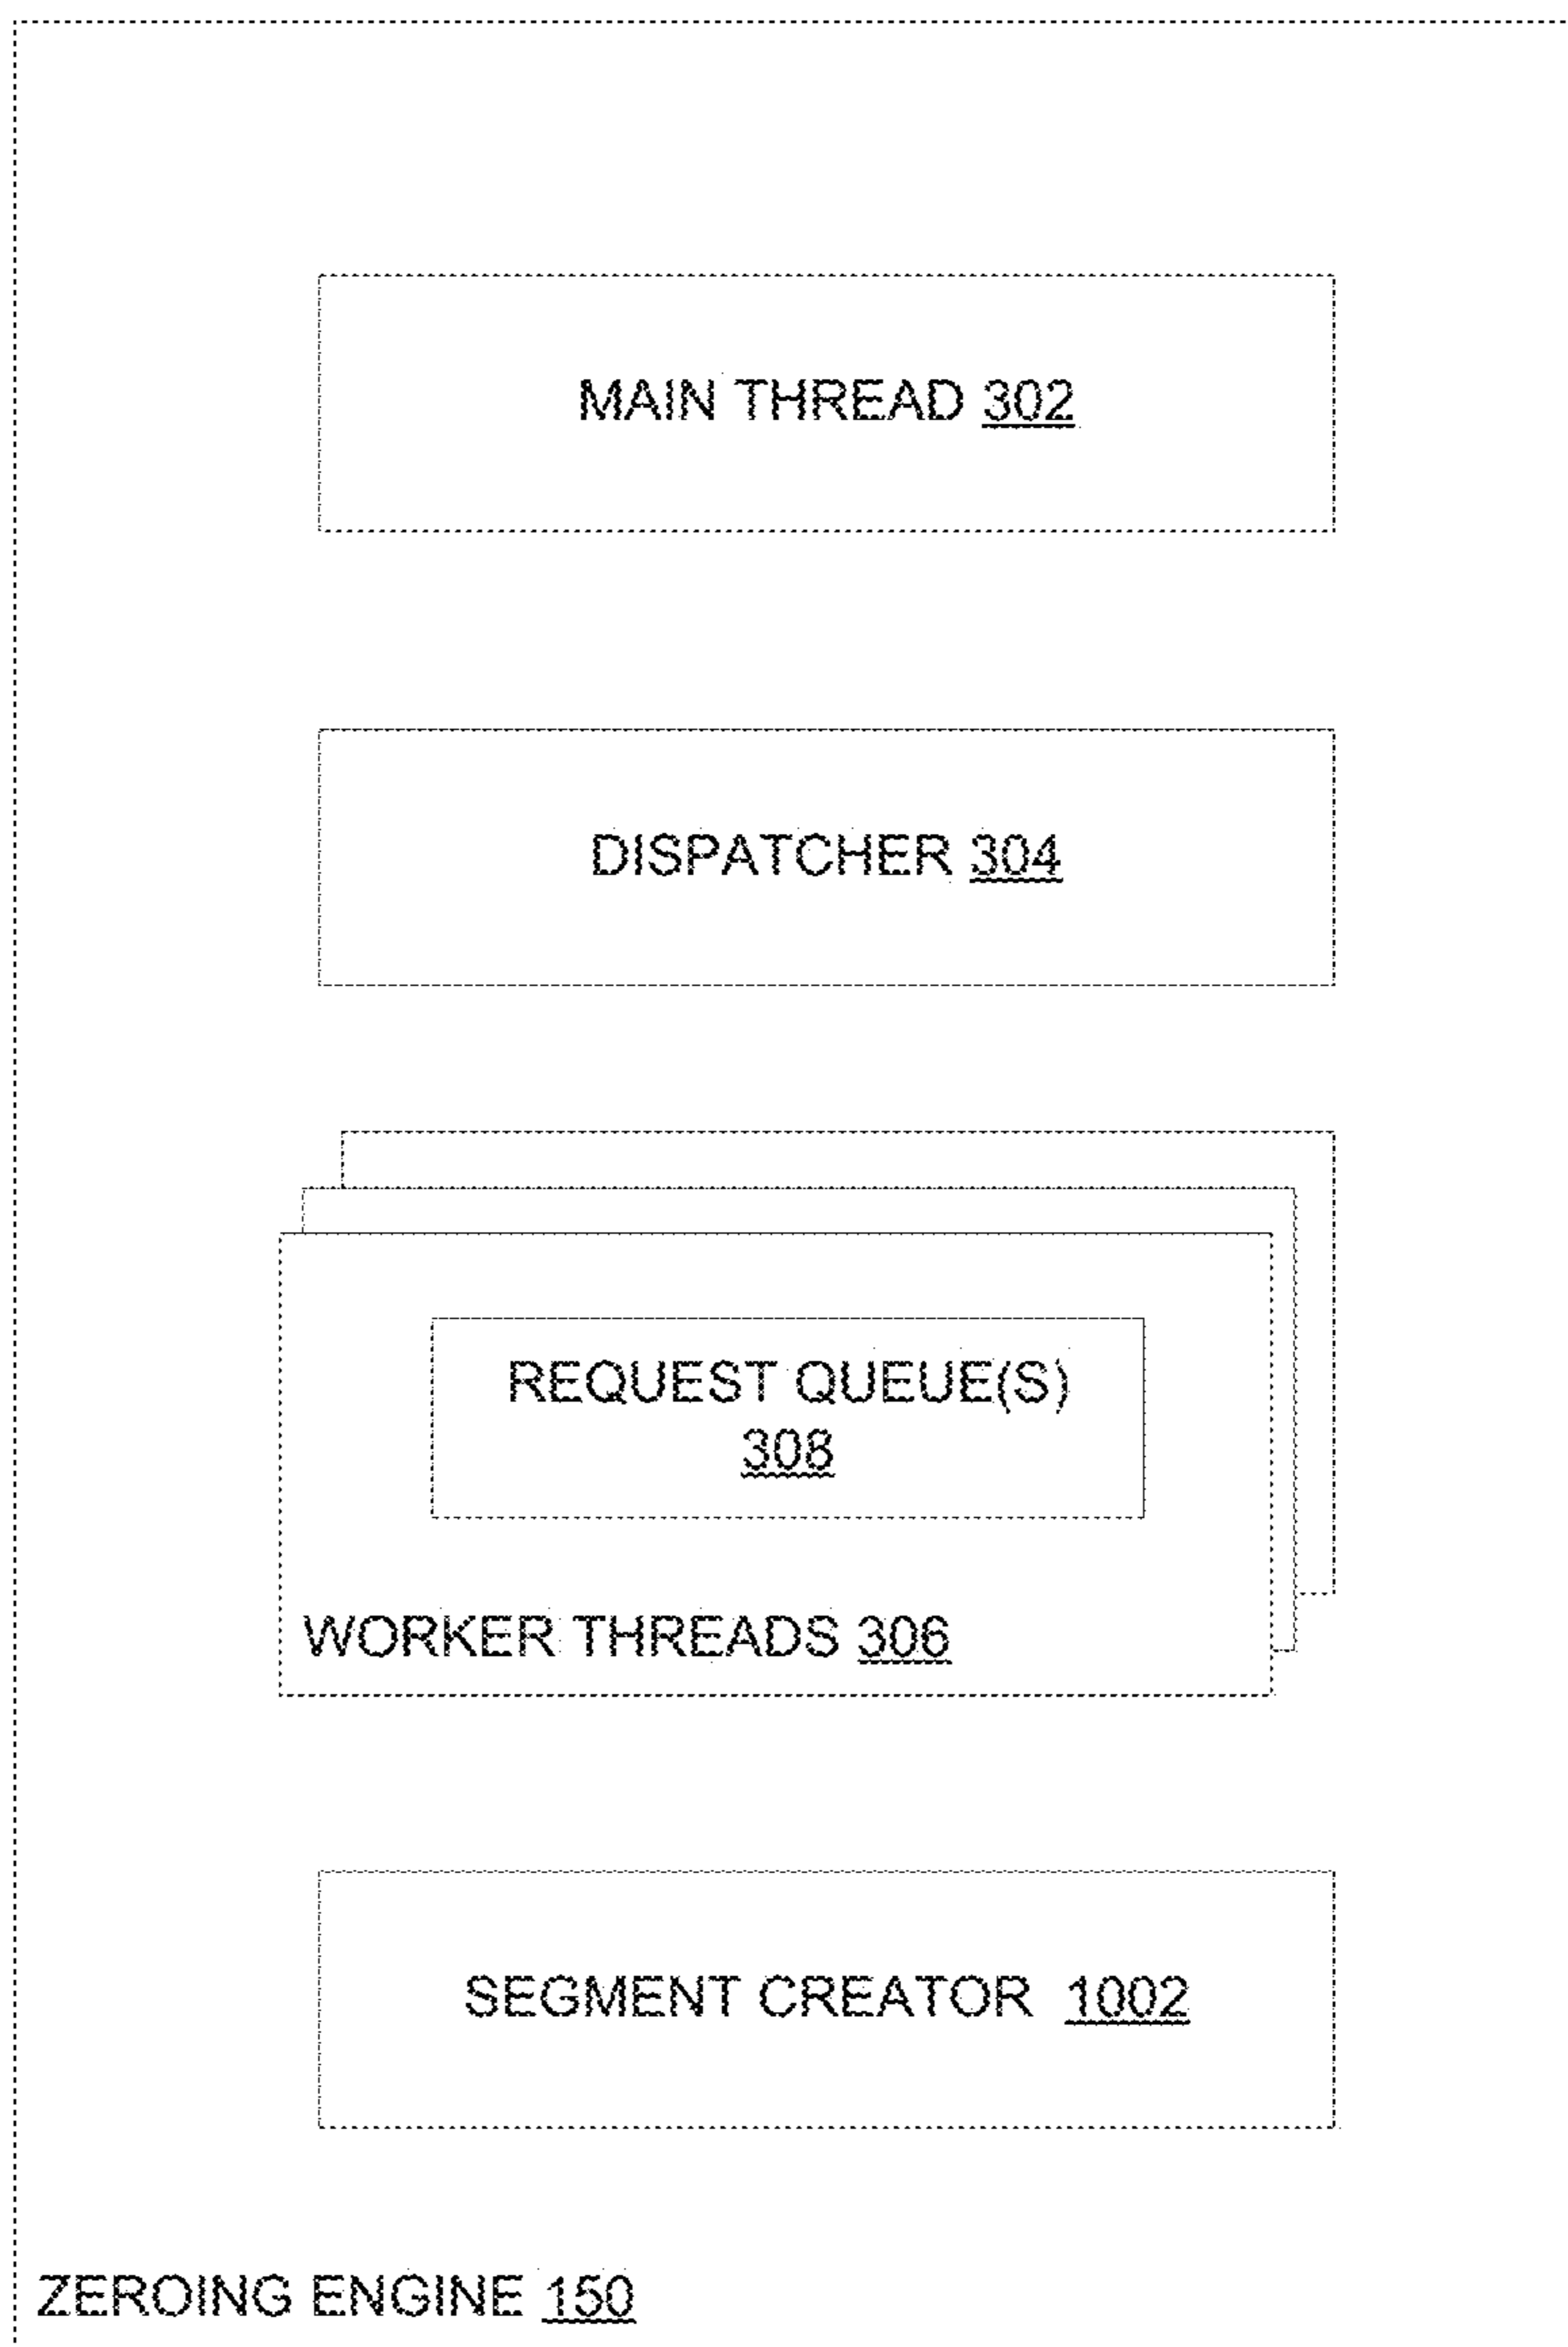 MAIN THREAD 302
DISPATCHER 304
REQUEST QUEUE(S)
308
WORKER THREADS 306
SEGMENT CREATOR 1002
ZEROING ENGINE 150